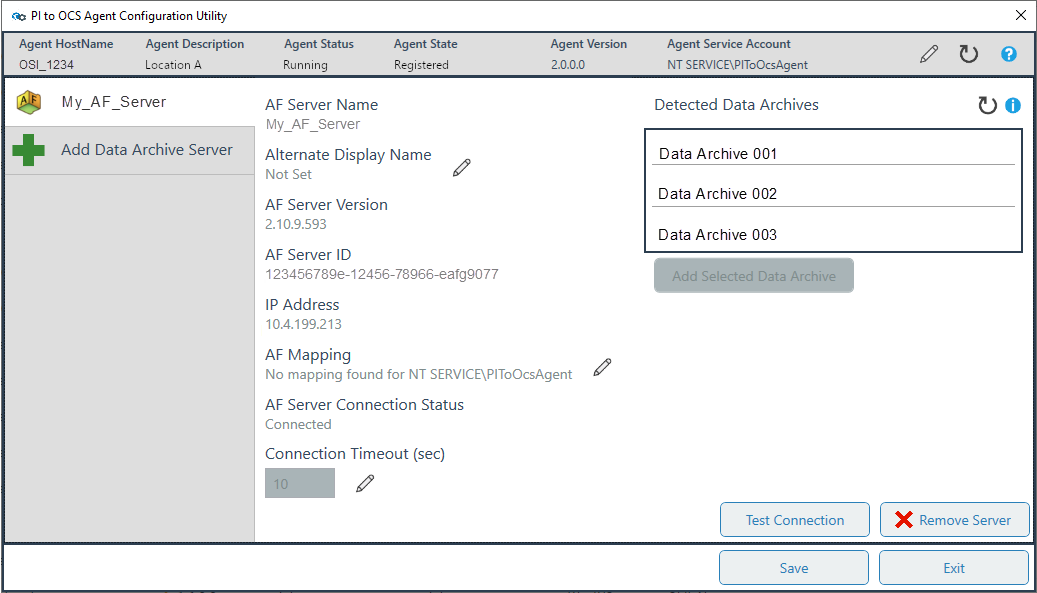 PI to OCS Agent Configuration Utility
Agent HostName Agent Description Agent Status Agent State Agent Version Agent Service Account
OSI_1234 Location A Running Registered 2.0.0.0 NT SERVICE\PIToOcsAgent
?
AF My_AF_Server
Add Data Archive Server
AF Server Name
My_AF_Server
Alternate Display Name
Not Set
AF Server Version
2.10.9.593
AF Server ID
123456789e-12456-78966-eafg9077
IP Address
10.4.199.213
AF Mapping
No mapping found for NT SERVICE\PIToOcsAgent
AF Server Connection Status
Connected
Connection Timeout (sec)
10
Detected Data Archives
i
Data Archive 001
Data Archive 002
Data Archive 003
Add Selected Data Archive
Test Connection Remove Server
Save Exit